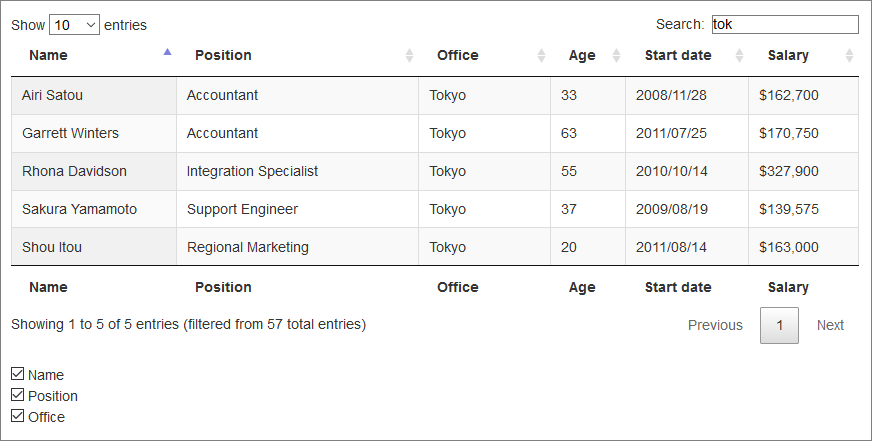 Show 10 entries Search: tok
Name Position Office Age Start date Salary
Airi Satou Accountant Tokyo 33 2008/11/28 $162,700
Garrett Winters Accountant Tokyo 63 2011/07/25 $170,750
Rhona Davidson Integration Specialist Tokyo 55 2010/10/14 $327,900
Sakura Yamamoto Support Engineer Tokyo 37 2009/08/19 $139,575
Shou Itou Regional Marketing Tokyo 20 2011/08/14 $163,000
Name Position Office Age Start date Salary
Showing 1 to 5 of 5 entries (filtered from 57 total entries) Previous 1 Next
Name
Position
Office